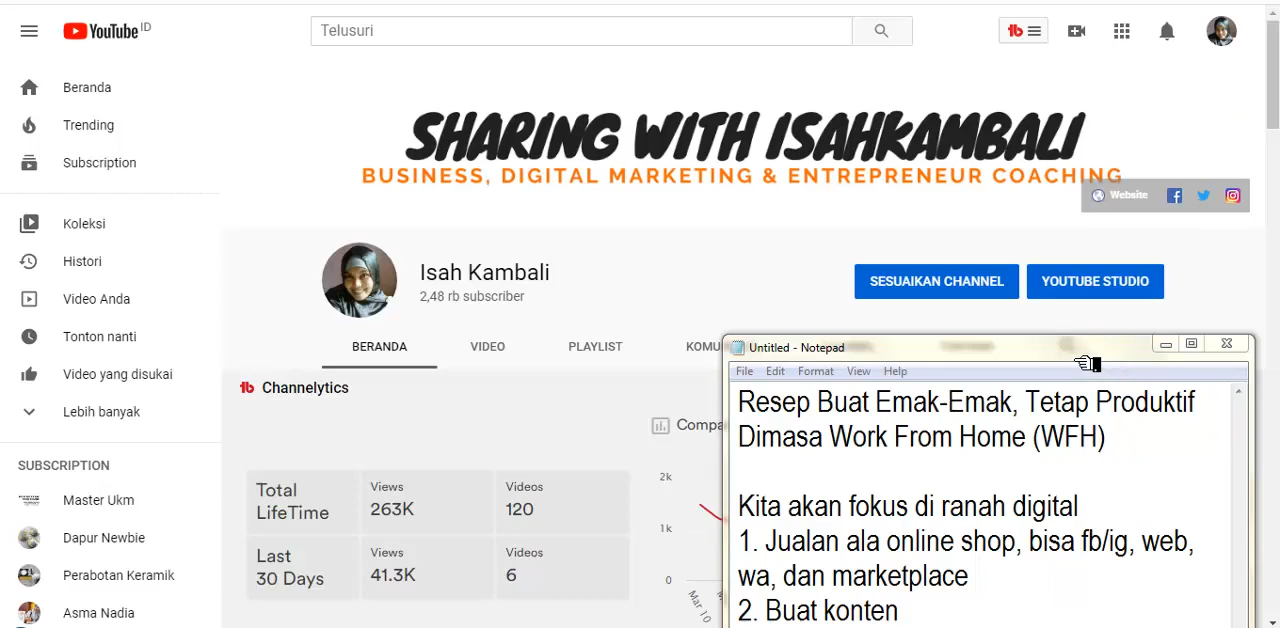 YouTube ID
Telusuri
tb
Beranda
Trending
Subscription
Koleksi
Histori
Video Anda
Tonton nanti
Video yang disukai
Lebih banyak
SUBSCRIPTION
Master Ukm
Dapur Newbie
Perabotan Keramik
Asma Nadia
SHARING WITH ISAHKAMBALI
BUSINESS, DIGITAL MARKETING & ENTREPRENEUR COACHING
Website
Isah Kambali
2,48 rb subscriber
SESUAIKAN CHANNEL
YOUTUBE STUDIO
BERANDA VIDEO PLAYLIST KOMU
tb Channelytics
Compa
Total LifeTime
Views
263K
Videos
120
Last 30 Days
Views
41.3K
Videos
6
2k
1k
0
Mar 10
Untitled - Notepad
File Edit Format View Help
Resep Buat Emak-Emak, Tetap Produktif
Dimasa Work From Home (WFH)
Kita akan fokus di ranah digital
1. Jualan ala online shop, bisa fb/ig, web,
wa, dan marketplace
2. Buat konten